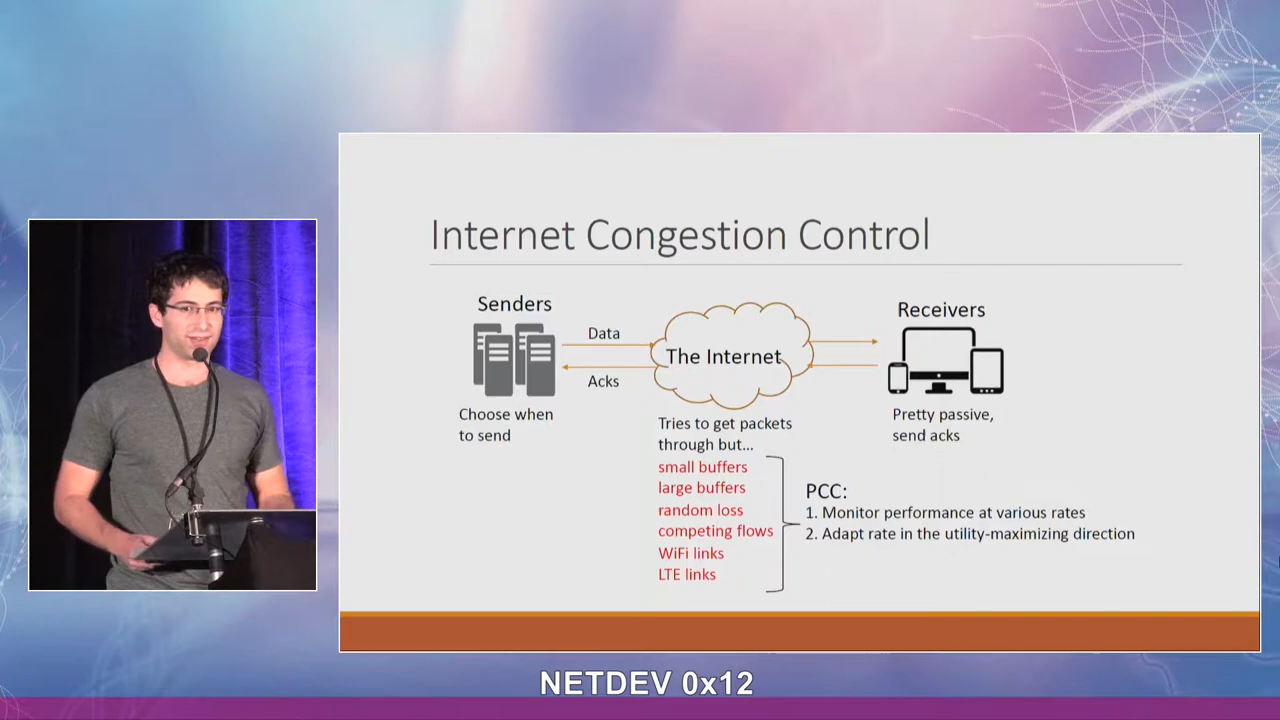 Internet Congestion Control
Senders
Data
Acks
Choose when
to send
The Internet
Tries to get packets
through but...
small buffers
large buffers
random loss
competing flows
WiFi links
LTE links
Receivers
Pretty passive,
send acks
PCC:
1. Monitor performance at various rates
2. Adapt rate in the utility-maximizing direction
NETDEV 0x12